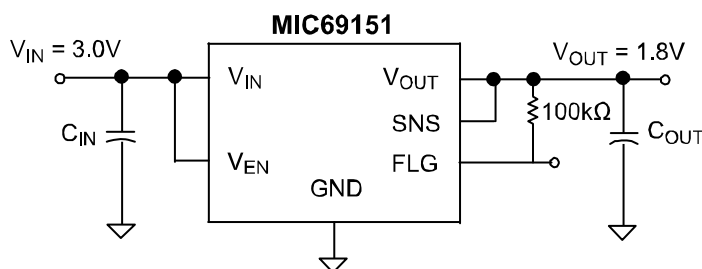 MIC69151
V_IN = 3.0V
V_OUT = 1.8V
V_IN
V_OUT
C_IN
SNS
100kΩ
C_OUT
V_EN
FLG
GND